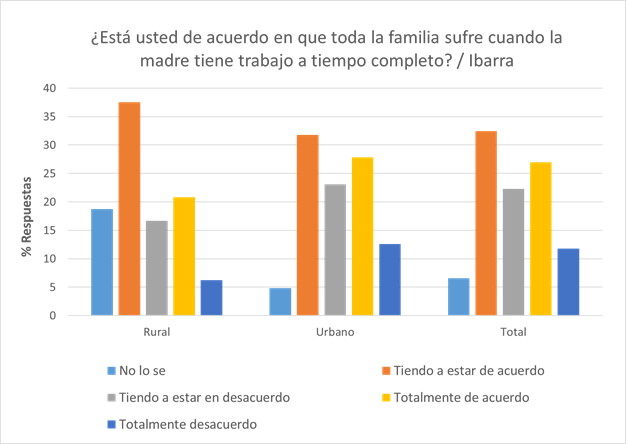 ¿Está usted de acuerdo en que toda la familia sufre cuando la
madre tiene trabajo a tiempo completo? / Ibarra
40
35
30
25
20
15
10
5
0
% Respuestas
Rural Urbano Total
No lo se Tiendo a estar de acuerdo
Tiendo a estar en desacuerdo Totalmente de acuerdo
Totalmente desacuerdo